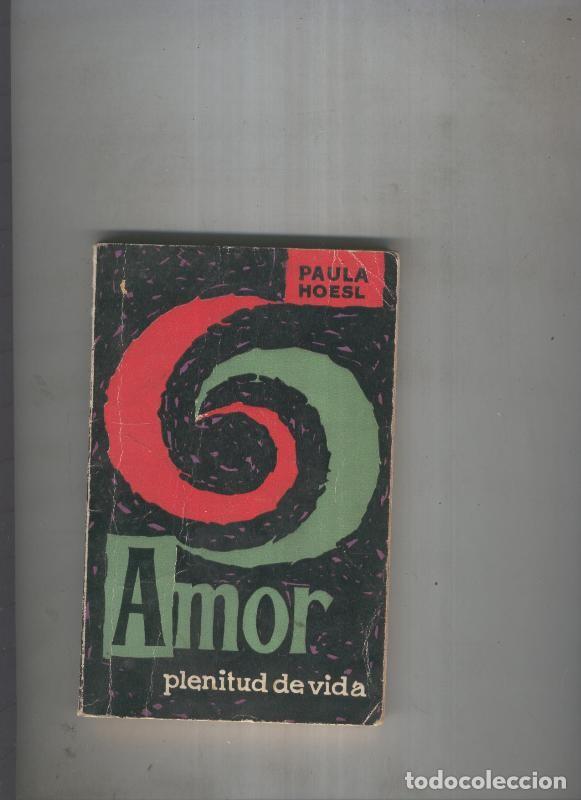 PAULA
HOESL
Amor
plenitud de vida
todocoleccion